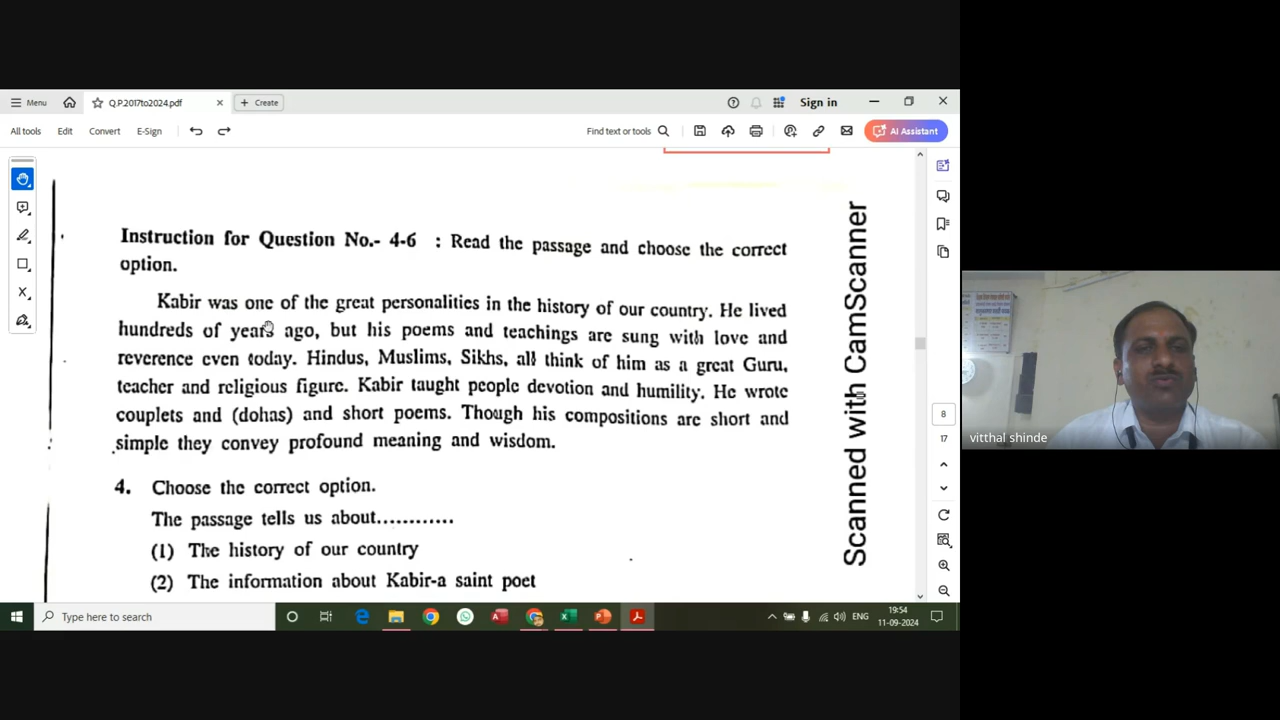 Menu
Q.P.2017to2024.pdf
Create
Sign in
All tools
Edit
Convert
E-Sign
Find text or tools
AI Assistant
Instruction for Question No.- 4-6 : Read the passage and choose the correct
option.
Kabir was one of the great personalities in the history of our country. He lived
hundreds of years ago, but his poems and teachings are sung with love and
reverence even today. Hindus, Muslims, Sikhs, all think of him as a great Guru,
teacher and religious figure. Kabir taught people devotion and humility. He wrote
couplets and (dohas) and short poems. Though his compositions are short and
simple they convey profound meaning and wisdom.
4. Choose the correct option.
The passage tells us about............
(1) The history of our country
(2) The information about Kabir-a saint poet
Scanned with CamScanner
8
17
vitthal shinde
Type here to search
ENG
19:54
11-09-2024